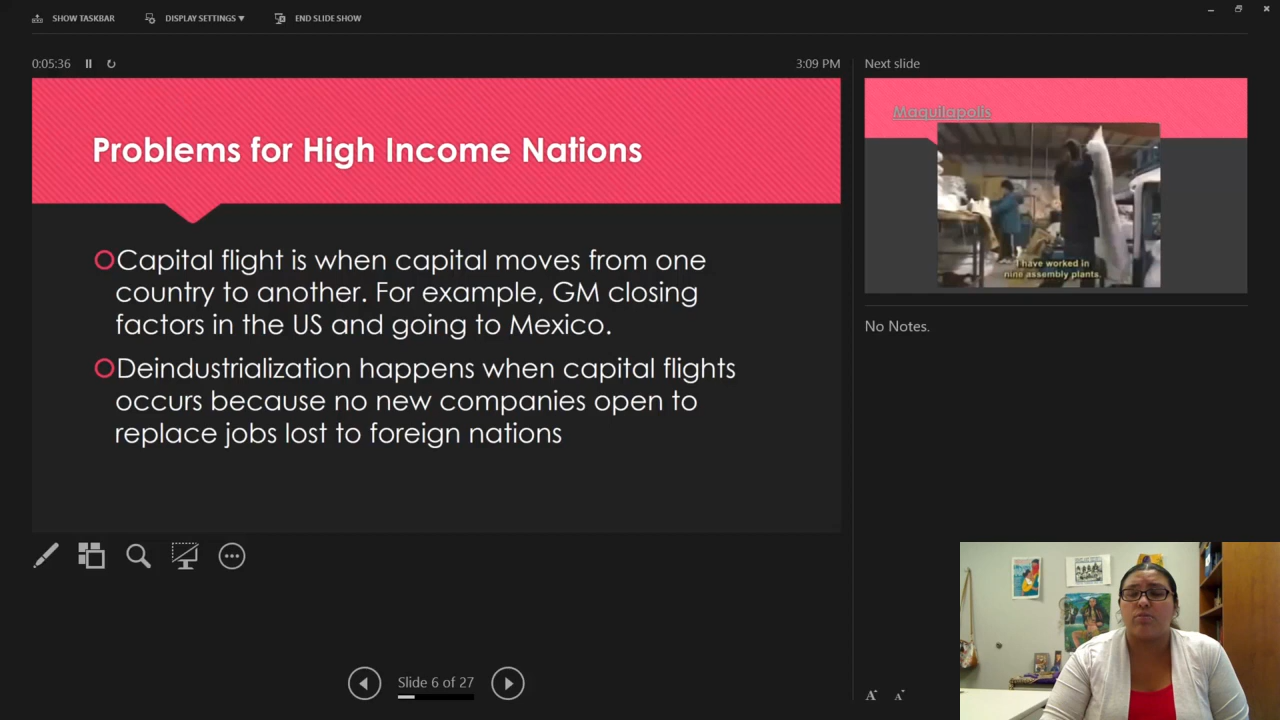 SHOW TASKBAR
DISPLAY SETTINGS ▼
END SLIDE SHOW
0:05:36
3:09 PM
Next slide
Problems for High Income Nations
Capital flight is when capital moves from one
country to another. For example, GM closing
factors in the US and going to Mexico.
Deindustrialization happens when capital flights
occurs because no new companies open to
replace jobs lost to foreign nations
Maquilapolis
I have worked in
nine assembly plants.
No Notes.
Slide 6 of 27
A
A